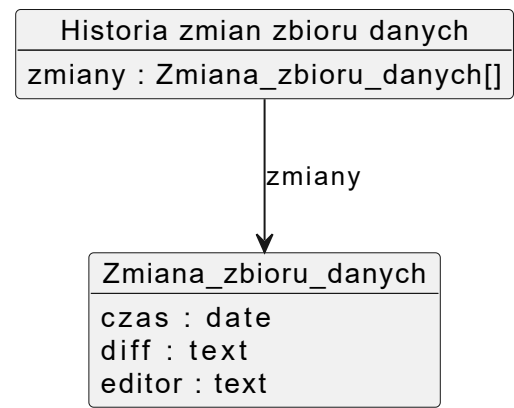 Historia zmian zbioru danych
zmiany : Zmiana_zbioru_danych[]
zmiany
Zmiana_zbioru_danych
czas : date
diff : text
editor : text